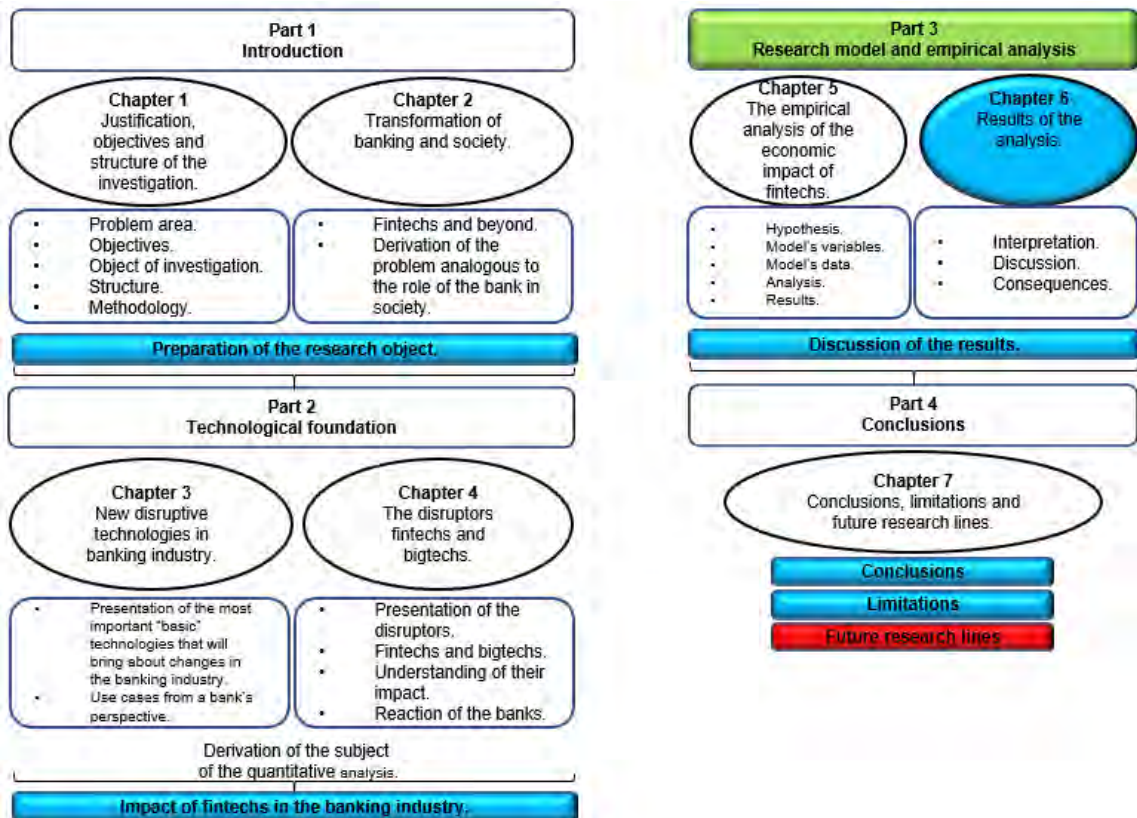 Part 1
Introduction
Chapter 1
Justification,
objectives and
structure of the
investigation.
Chapter 2
Transformation of
banking and society.
• Problem area.
• Objectives.
• Object of investigation.
• Structure.
• Methodology.
• Fintechs and beyond.
• Derivation of the
problem analogous to
the role of the bank in
society.
Preparation of the research object.
Part 2
Technological foundation
Chapter 3
New disruptive
technologies in
banking industry.
Chapter 4
The disruptors
fintechs and
bigtechs.
• Presentation of the most
important "basic"
technologies that will
bring about changes in
the banking industry.
• Use cases from a bank's
perspective.
• Presentation of the
disruptors.
• Fintechs and bigtechs.
• Understanding of their
impact.
• Reaction of the banks.
Derivation of the subject
of the quantitative analysis.
Impact of fintechs in the banking industry.
Part 3
Research model and empirical analysis
Chapter 5
The empirical
analysis of the
economic
impact of
fintechs.
Chapter 6
Results of the
analysis.
• Hypothesis.
• Model's variables.
• Model's data.
• Analysis.
• Results.
• Interpretation.
• Discussion.
• Consequences.
Discussion of the results.
Part 4
Conclusions
Chapter 7
Conclusions, limitations and
future research lines.
Conclusions
Limitations
Future research lines